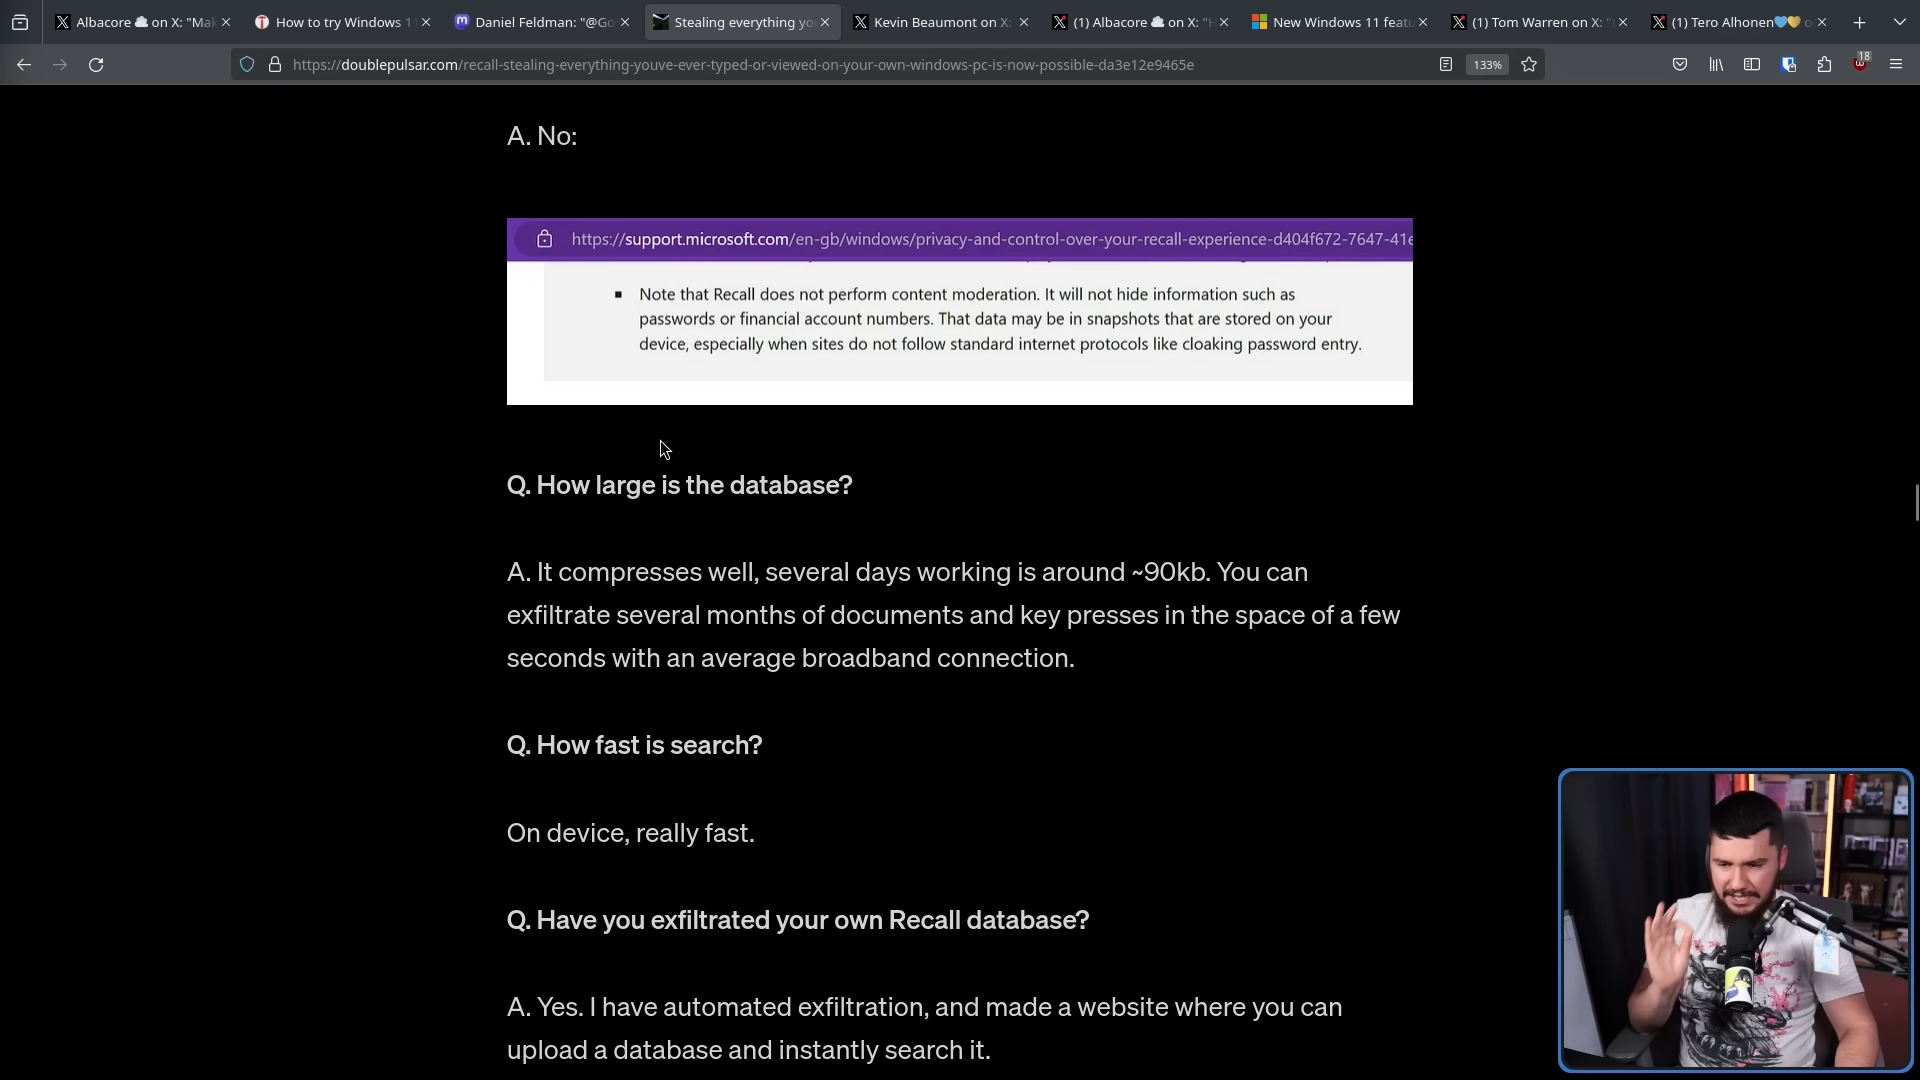 Albacore ☁ on X: "Mak
How to try Windows 1
Daniel Feldman: "@Go
Stealing everything yo
Kevin Beaumont on X:
(1) Albacore ☁ on X: "H
New Windows 11 featu
(1) Tom Warren on X: "
(1) Tero Alhonen💙💛 o
https://doublepulsar.com/recall-stealing-everything-youve-ever-typed-or-viewed-on-your-own-windows-pc-is-now-possible-da3e12e9465e
133%
18
A. No:
https://support.microsoft.com/en-gb/windows/privacy-and-control-over-your-recall-experience-d404f672-7647-41e
▪ Note that Recall does not perform content moderation. It will not hide information such as
passwords or financial account numbers. That data may be in snapshots that are stored on your
device, especially when sites do not follow standard internet protocols like cloaking password entry.
Q. How large is the database?
A. It compresses well, several days working is around ~90kb. You can
exfiltrate several months of documents and key presses in the space of a few
seconds with an average broadband connection.
Q. How fast is search?
On device, really fast.
Q. Have you exfiltrated your own Recall database?
A. Yes. I have automated exfiltration, and made a website where you can
upload a database and instantly search it.